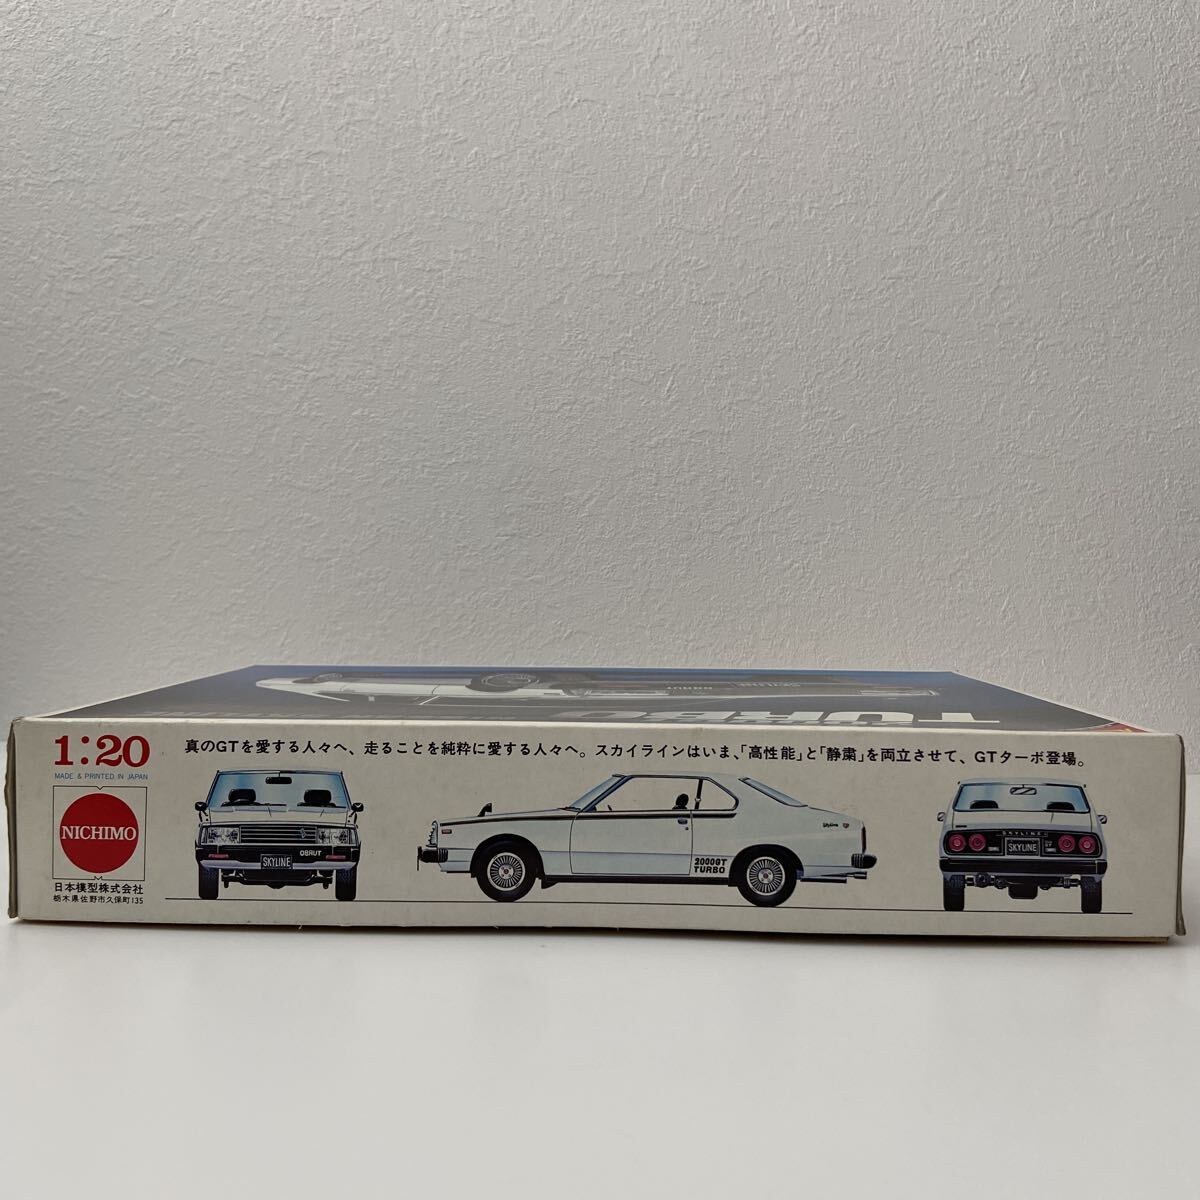 TURBO
1:20
MADE & PRINTED IN JAPAN
NICHIMO
日本模型株式会社
栃木県佐野市久保町135
真のGTを愛する人々へ、走ることを純粋に愛する人々へ。スカイラインはいま、「高性能」と「静粛」を両立させて、GTターボ登場。
SKYLINE
OBRUT
2000GT
TURBO
Skyline
SKYLINE
SKYLINE